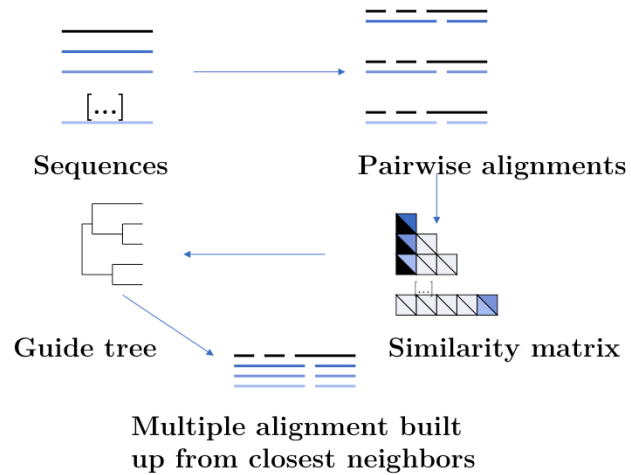 [...]
Sequences
Pairwise alignments
[...]
Guide tree
Similarity matrix
Multiple alignment built
up from closest neighbors